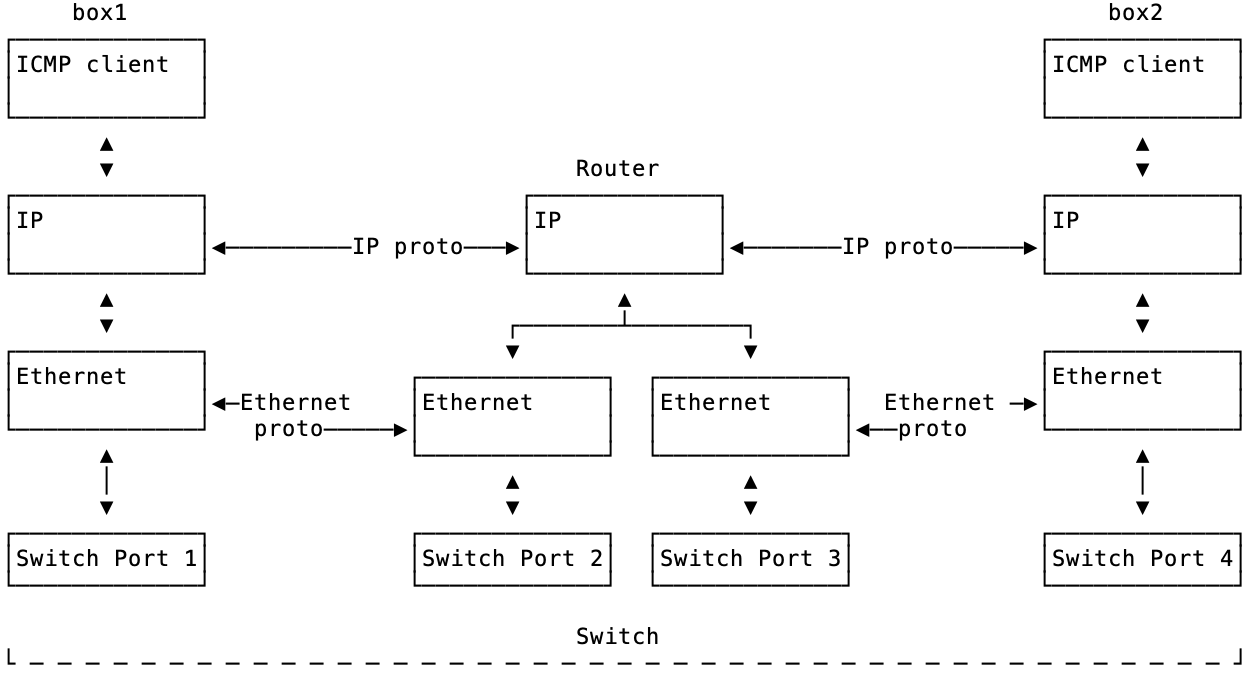 box1
box2
ICMP client
ICMP client
Router
IP
IP
IP
IP proto
IP proto
Ethernet
Ethernet
Ethernet
Ethernet
Ethernet
proto
Ethernet
proto
Switch Port 1
Switch Port 2
Switch Port 3
Switch Port 4
Switch